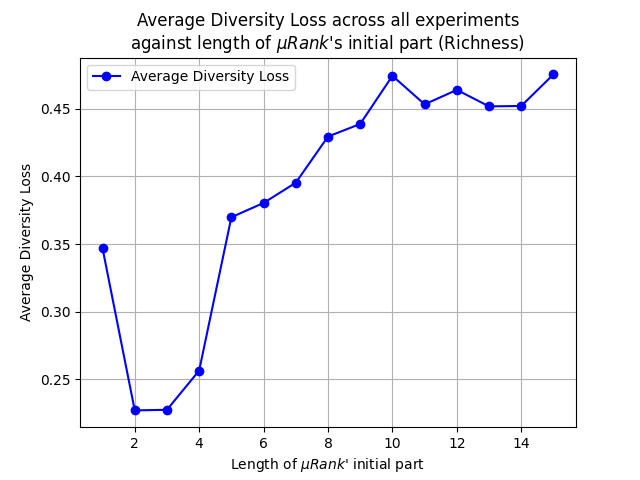 Average Diversity Loss across all experiments
against length of μRank's initial part (Richness)
Average Diversity Loss
0.45
0.40
0.35
0.30
0.25
Average Diversity Loss
2 4 6 8 10 12 14
Length of μRank' initial part